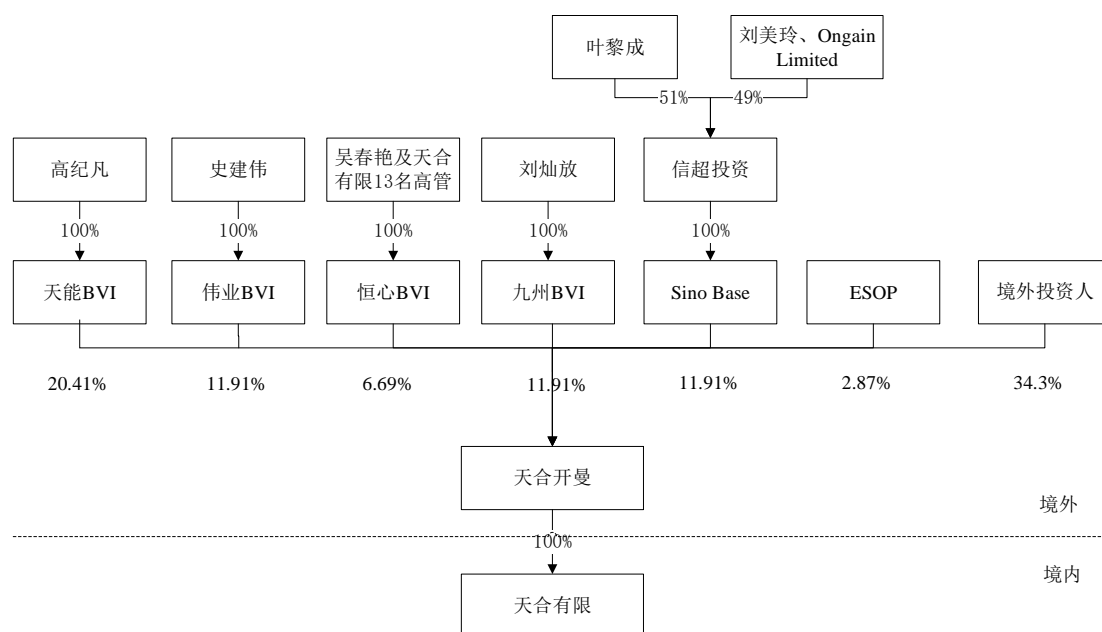 叶黎成
刘美玲、Ongain
Limited
51%
49%
高纪凡
史建伟
吴春艳及天合
有限13名高管
刘灿放
信超投资
100%
100%
100%
100%
100%
天能BVI
伟业BVI
恒心BVI
九州BVI
Sino Base
ESOP
境外投资人
20.41%
11.91%
6.69%
11.91%
11.91%
2.87%
34.3%
天合开曼
境外
100%
境内
天合有限